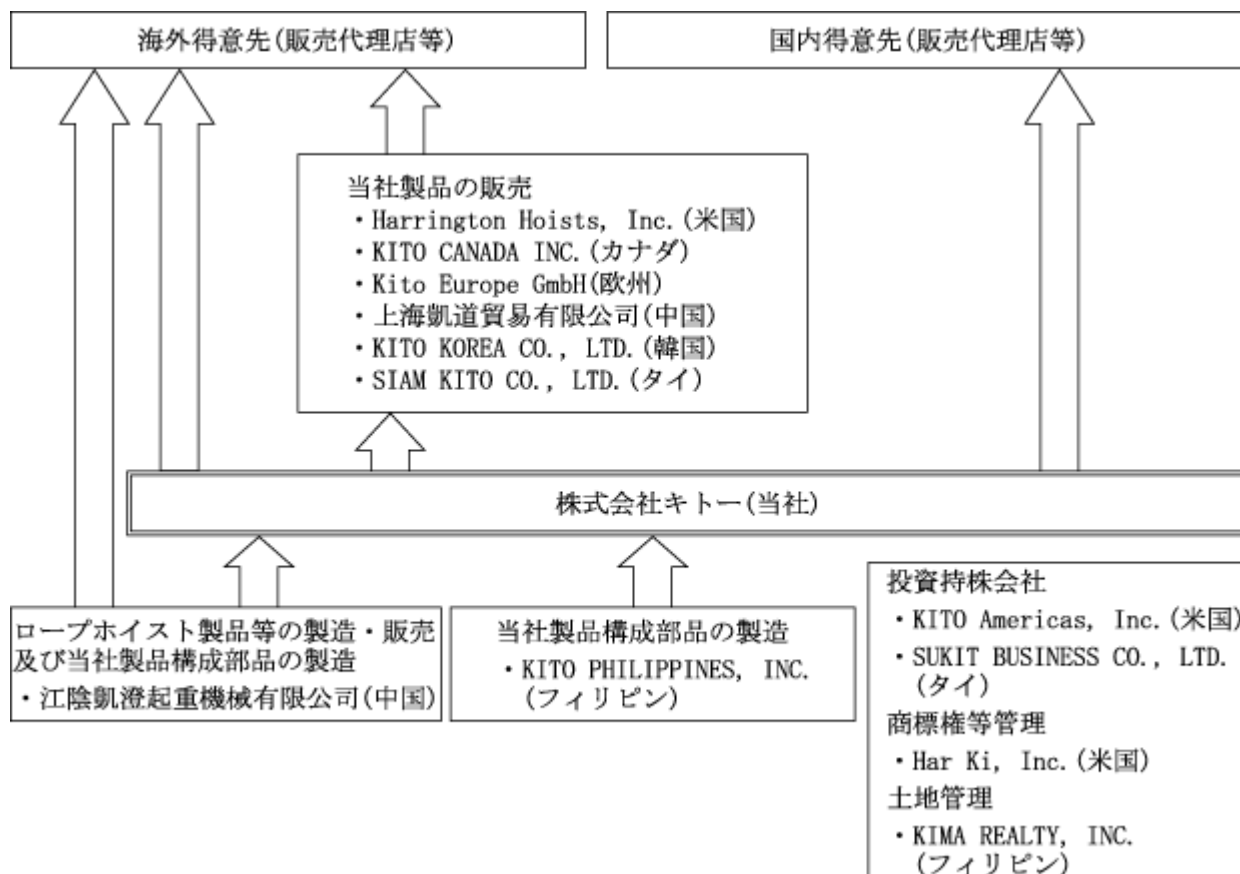 海外得意先(販売代理店等)
国内得意先(販売代理店等)
当社製品の販売
・Harrington Hoists, Inc.(米国)
・KITO CANADA INC.(カナダ)
・Kito Europe GmbH(欧州)
・上海凱道貿易有限公司(中国)
・KITO KOREA CO., LTD.(韓国)
・SIAM KITO CO., LTD.(タイ)
株式会社キトー(当社)
ロープホイスト製品等の製造・販売
及び当社製品構成部品の製造
・江陰凱澄起重機械有限公司(中国)
当社製品構成部品の製造
・KITO PHILIPPINES, INC.
(フィリピン)
投資持株会社
・KITO Americas, Inc.(米国)
・SUKIT BUSINESS CO., LTD.
(タイ)
商標権等管理
・Har Ki, Inc.(米国)
土地管理
・KIMA REALTY, INC.
(フィリピン)